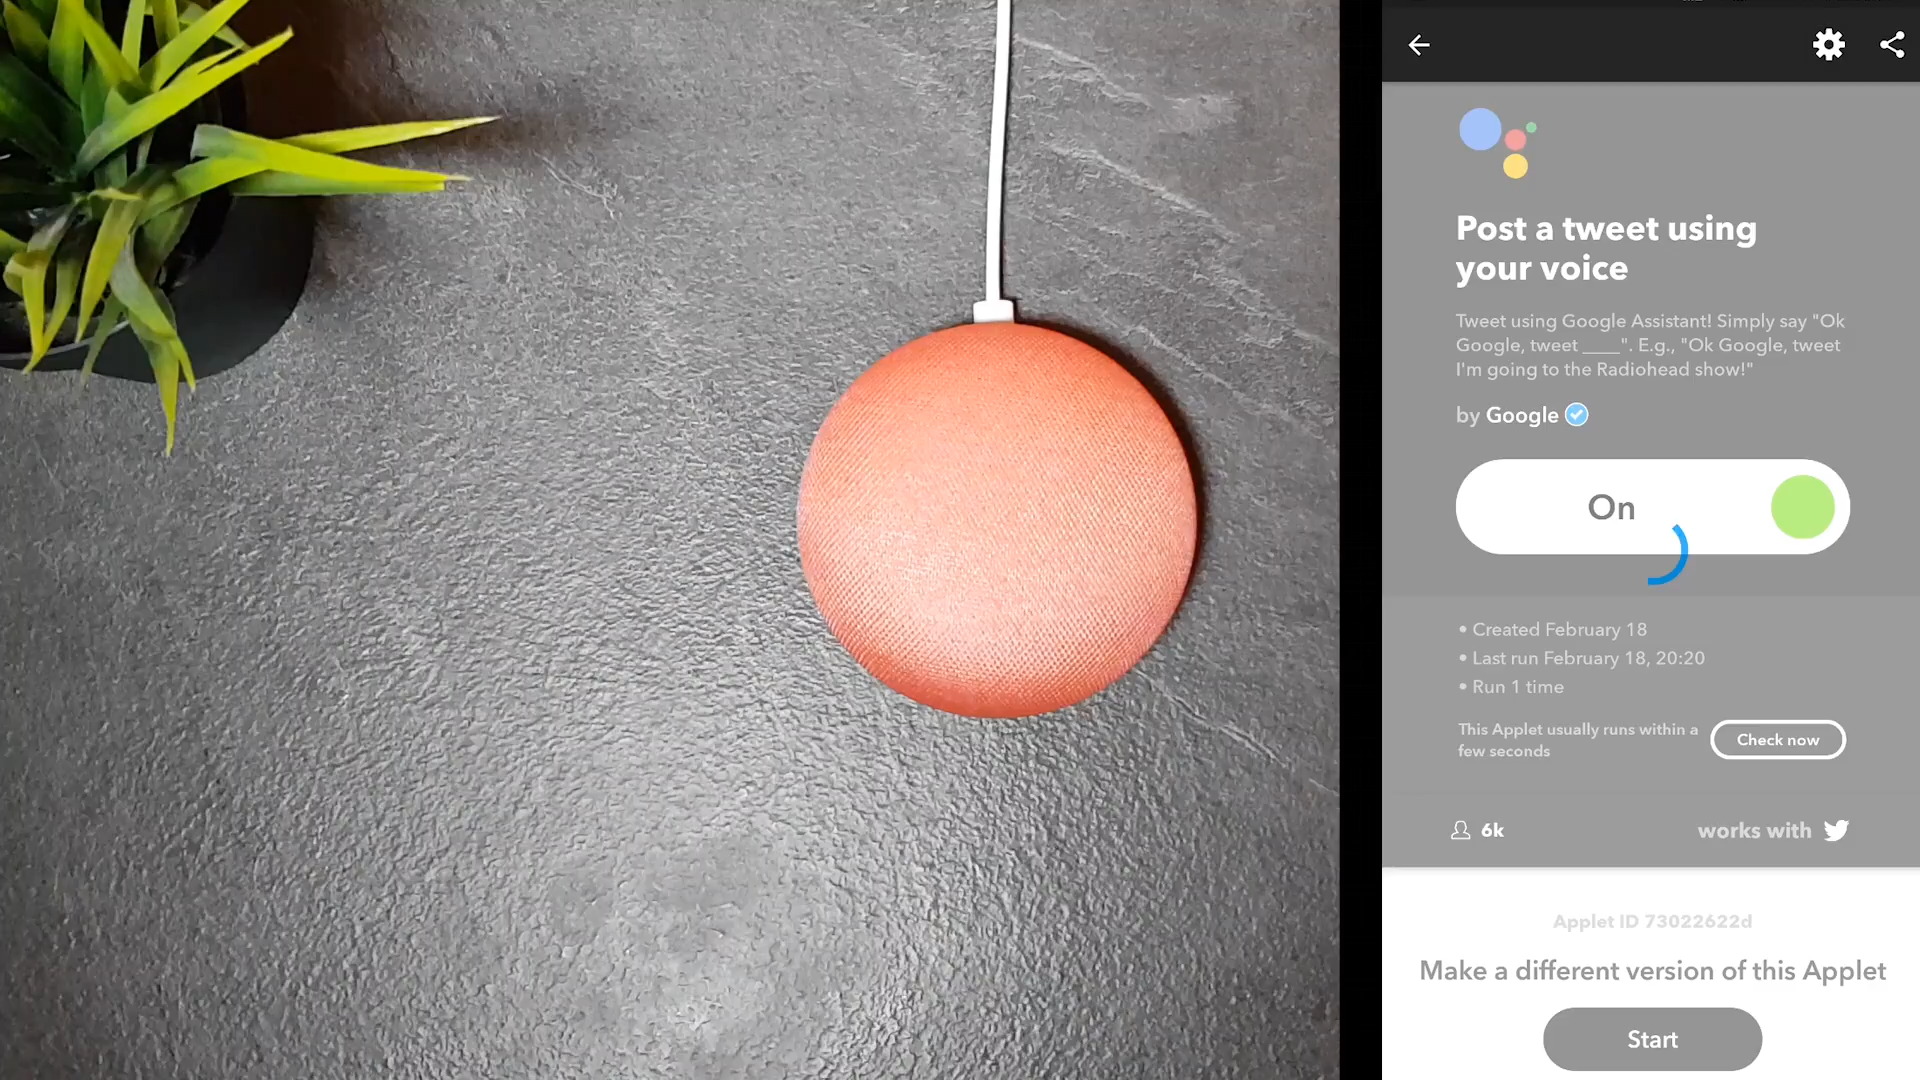 Post a tweet using
your voice
Tweet using Google Assistant! Simply say "Ok
Google, tweet ____". E.g., "Ok Google, tweet
I'm going to the Radiohead show!"
by Google
On
• Created February 18
• Last run February 18, 20:20
• Run 1 time
This Applet usually runs within a
few seconds
Check now
6k
works with
Applet ID 73022622d
Make a different version of this Applet
Start